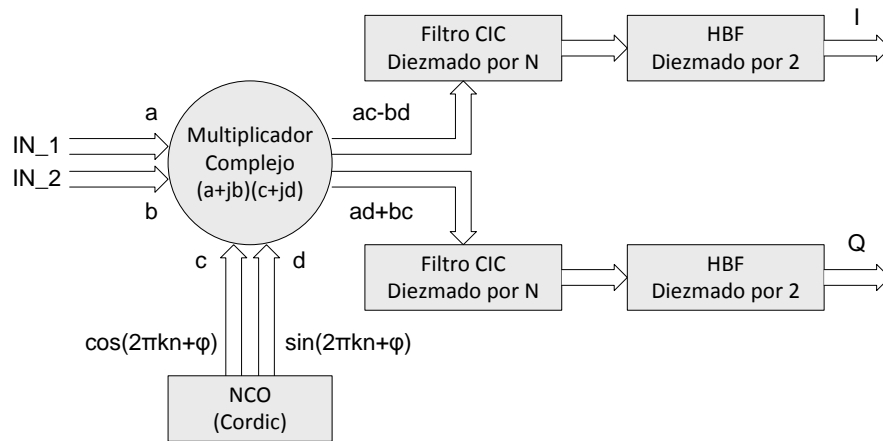 I
Filtro CIC
Diezmado por N
HBF
Diezmado por 2
a
ac-bd
IN_1
IN_2
Multiplicador
Complejo
(a+jb)(c+jd)
b
ad+bc
c
d
Q
Filtro CIC
Diezmado por N
HBF
Diezmado por 2
cos(2πkn+φ)
sin(2πkn+φ)
NCO
(Cordic)